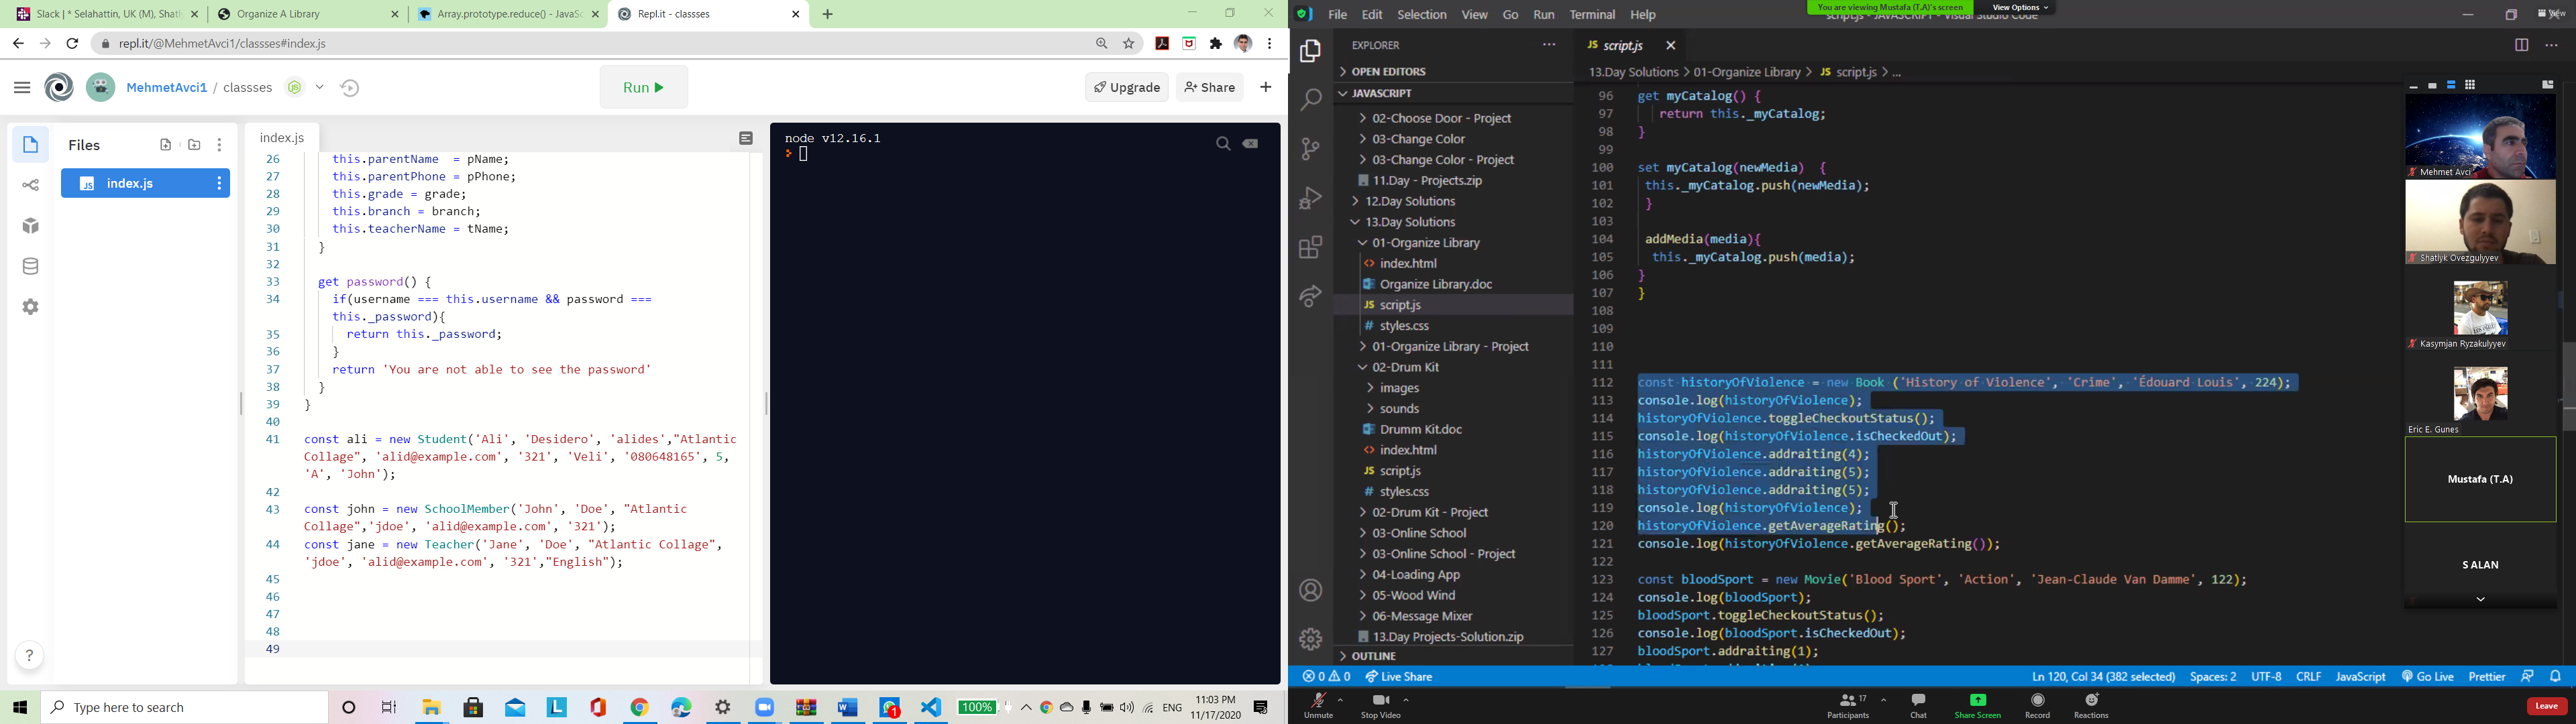 Slack | * Selahattin, UK (M), Shatl
Organize A Library
Array.prototype.reduce() - JavaSc
Repl.it - classses
repl.it/@MehmetAvci1/classses#index.js
MehmetAvci1 / classses
Run
Upgrade
Share
Files
index.js
index.js
26 this.parentName = pName;
27 this.parentPhone = pPhone;
28 this.grade = grade;
29 this.branch = branch;
30 this.teacherName = tName;
31 }
32
33 get password() {
34 if(username === this.username && password ===
this._password){
35 return this._password;
36 }
37 return 'You are not able to see the password'
38 }
39 }
40
41 const ali = new Student('Ali', 'Desidero', 'alides',"Atlantic
Collage", 'alid@example.com', '321', 'Veli', '080648165', 5,
'A', 'John');
42
43 const john = new SchoolMember('John', 'Doe', "Atlantic
Collage",'jdoe', 'alid@example.com', '321');
44 const jane = new Teacher('Jane', 'Doe', "Atlantic Collage",
'jdoe', 'alid@example.com', '321',"English");
45
46
47
48
49
node v12.16.1
?
Type here to search
100%
ENG
11:03 PM
11/17/2020
1
File Edit Selection View Go Run Terminal Help
You are viewing Mustafa (T.A)'s screen
View Options
script.js - JAVASCRIPT - Visual Studio Code
View
EXPLORER
OPEN EDITORS
JAVASCRIPT
02-Choose Door - Project
03-Change Color
03-Change Color - Project
11.Day - Projects.zip
12.Day Solutions
13.Day Solutions
01-Organize Library
index.html
Organize Library.doc
JS script.js
# styles.css
01-Organize Library - Project
02-Drum Kit
images
sounds
Drumm Kit.doc
index.html
JS script.js
# styles.css
02-Drum Kit - Project
03-Online School
03-Online School - Project
04-Loading App
05-Wood Wind
06-Message Mixer
13.Day Projects-Solution.zip
OUTLINE
JS script.js
13.Day Solutions > 01-Organize Library > JS script.js > ...
96 get myCatalog() {
97 return this._myCatalog;
98 }
99
100 set myCatalog(newMedia) {
101 this._myCatalog.push(newMedia);
102 }
103
104 addMedia(media){
105 this._myCatalog.push(media);
106 }
107 }
108
109
110
111
112 const historyOfViolence = new Book ('History of Violence', 'Crime', 'Édouard Louis', 224);
113 console.log(historyOfViolence);
114 historyOfViolence.toggleCheckoutStatus();
115 console.log(historyOfViolence.isCheckedOut);
116 historyOfViolence.addraiting(4);
117 historyOfViolence.addraiting(5);
118 historyOfViolence.addraiting(5);
119 console.log(historyOfViolence);
120 historyOfViolence.getAverageRating();
121 console.log(historyOfViolence.getAverageRating());
122
123 const bloodSport = new Movie('Blood Sport', 'Action', 'Jean-Claude Van Damme', 122);
124 console.log(bloodSport);
125 bloodSport.toggleCheckoutStatus();
126 console.log(bloodSport.isCheckedOut);
127 bloodSport.addraiting(1);
Mehmet Avci
Shatlyk Ovezgulyyev
Kasymjan Ryzakulyyev
Eric E. Gunes
Mustafa (T.A)
S ALAN
0 0 Live Share
Ln 120, Col 34 (382 selected) Spaces: 2 UTF-8 CRLF JavaScript Go Live Prettier
Unmute
Stop Video
Participants 17
Chat
Share Screen
Record
Reactions
Leave